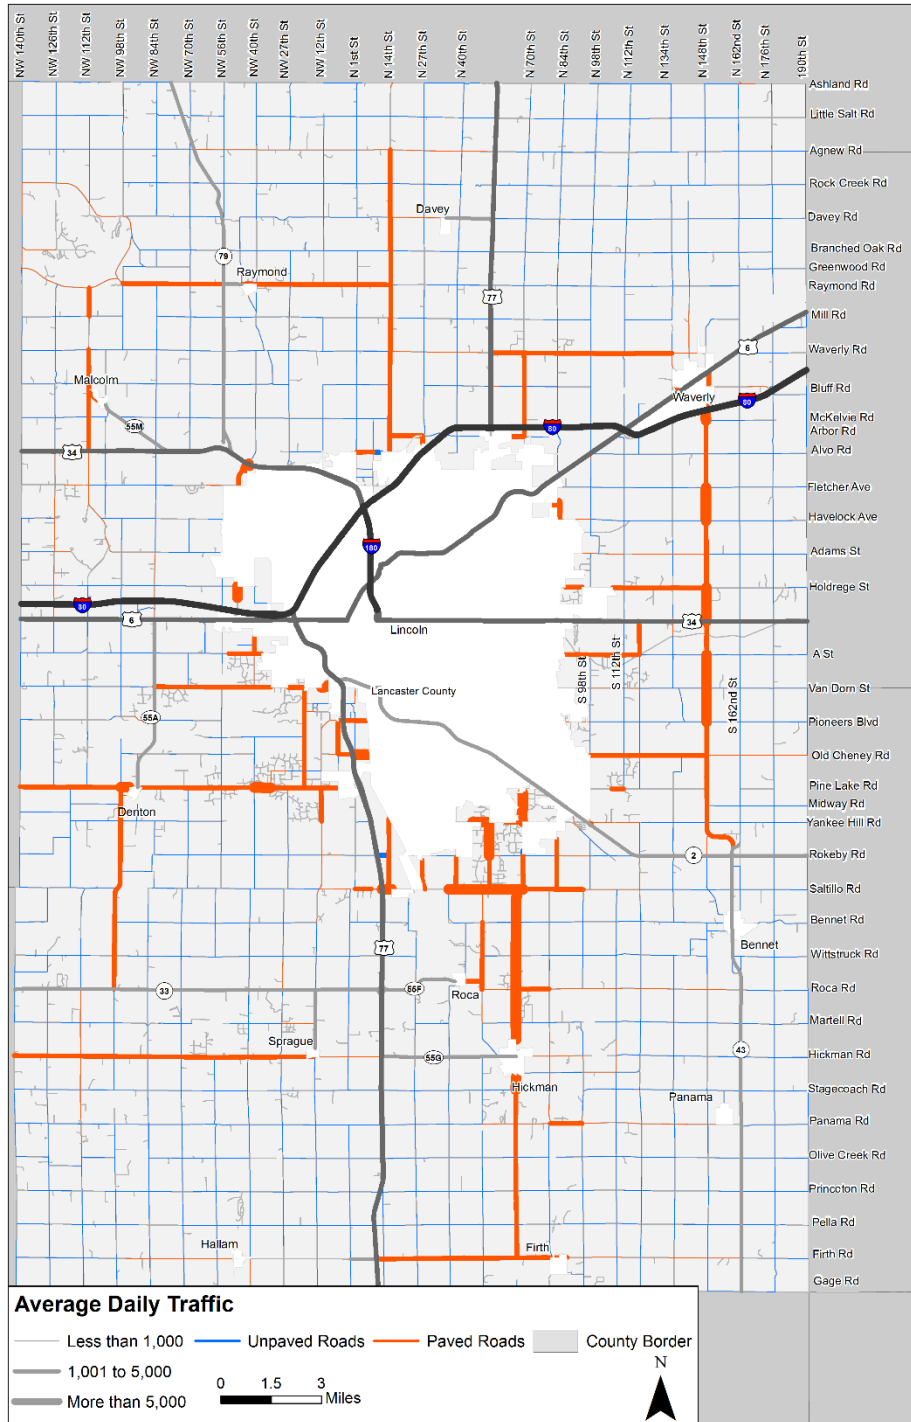 NW 140th St
NW 126th St
NW 112th St
NW 98th St
NW 84th St
NW 70th St
NW 56th St
NW 40th St
NW 27th St
NW 12th St
N 1st St
N 14th St
N 27th St
N 40th St
N 70th St
N 84th St
N 98th St
N 112th St
N 134th St
N 148th St
N 162nd St
N 176th St
190th St
Ashland Rd
Little Salt Rd
Agnew Rd
Rock Creek Rd
Davey
Davey Rd
Branched Oak Rd
79
Greenwood Rd
Raymond
Raymond Rd
77
Mill Rd
6
Waverly Rd
Malcolm
Bluff Rd
Waverly
80
55M
McKelvie Rd
80
Arbor Rd
34
Alvo Rd
Fletcher Ave
Havelock Ave
180
Adams St
Holdrege St
80
6
34
Lincoln
A St
S 98th St
S 112th St
S 162nd St
Lancaster County
Van Dorn St
55A
Pioneers Blvd
Old Cheney Rd
Pine Lake Rd
Midway Rd
Denton
Yankee Hill Rd
2
Rokeby Rd
Saltillo Rd
Bennet Rd
77
Bennet
Wittstruck Rd
33
55F
Roca
Roca Rd
Martell Rd
Sprague
43
55G
Hickman Rd
Hickman
Stagecoach Rd
Panama
Panama Rd
Olive Creek Rd
Princeton Rd
Pella Rd
Hallam
Firth
Firth Rd
Gage Rd
Average Daily Traffic
Less than 1,000
Unpaved Roads
Paved Roads
County Border
1,001 to 5,000
More than 5,000
0 1.5 3
Miles
N